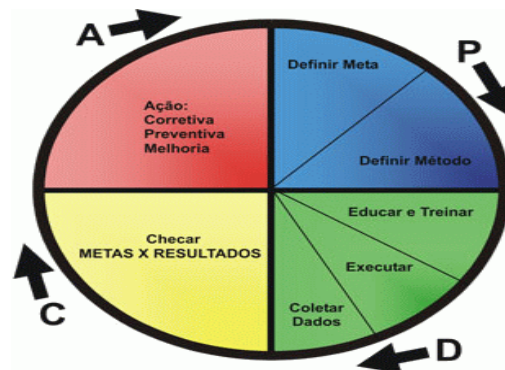 A
P
Definir Meta
Ação:
Corretiva
Preventiva
Melhoria
Definir Método
Educar e Treinar
Checar
METAS X RESULTADOS
Executar
Coletar
Dados
C
D